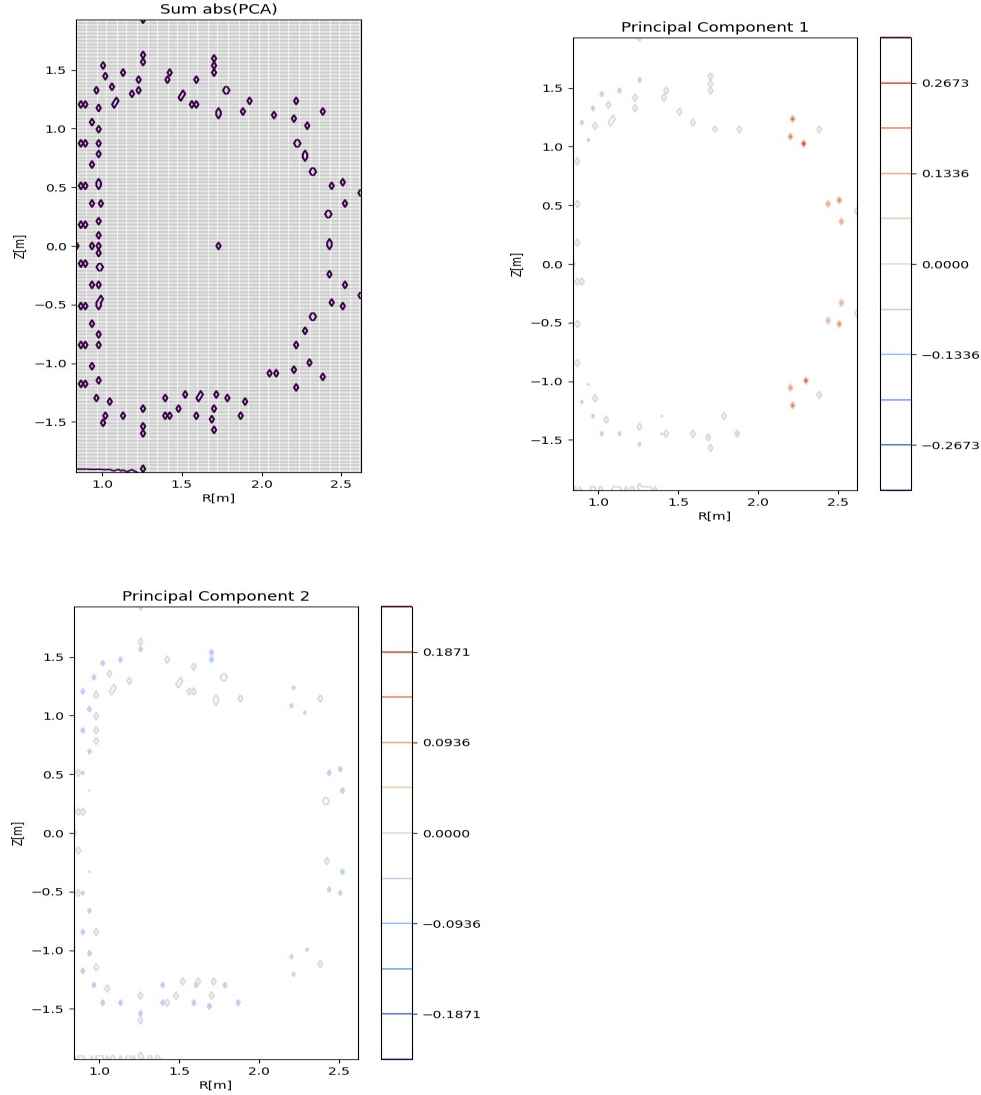 Sum abs(PCA)
1.5
1.0
0.5
0.0
−0.5
−1.0
−1.5
Z[m]
1.0 1.5 2.0 2.5
R[m]
Principal Component 1
1.5
1.0
0.5
0.0
−0.5
−1.0
−1.5
Z[m]
1.0 1.5 2.0 2.5
R[m]
0.2673
0.1336
0.0000
−0.1336
−0.2673
Principal Component 2
1.5
1.0
0.5
0.0
−0.5
−1.0
−1.5
Z[m]
1.0 1.5 2.0 2.5
R[m]
0.1871
0.0936
0.0000
−0.0936
−0.1871